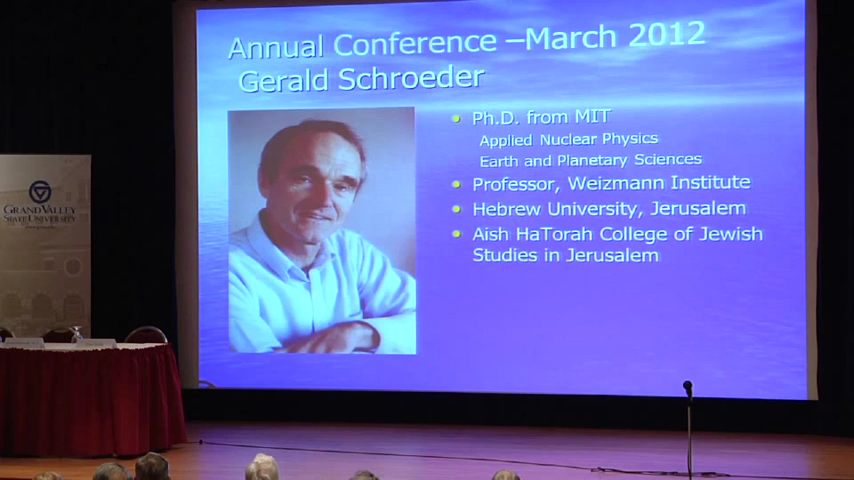 Annual Conference –March 2012
Gerald Schroeder
Ph.D. from MIT
Applied Nuclear Physics
Earth and Planetary Sciences
Professor, Weizmann Institute
Hebrew University, Jerusalem
Aish HaTorah College of Jewish
Studies in Jerusalem
GRAND VALLEY
STATE UNIVERSITY